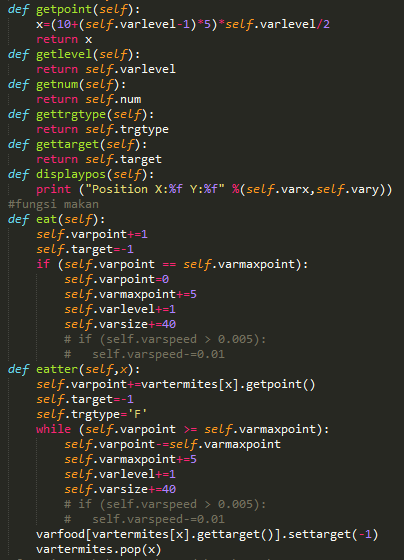 def getpoint(self):
    x=(10+(self.varlevel-1)*5)*self.varlevel/2
    return x
def getlevel(self):
    return self.varlevel
def getnum(self):
    return self.num
def gettrgtype(self):
    return self.trgtype
def gettarget(self):
    return self.target
def displaypos(self):
    print ("Position X:%f Y:%f" %(self.varx,self.vary))
#fungsi makan
def eat(self):
    self.varpoint+=1
    self.target=-1
    if (self.varpoint == self.varmaxpoint):
        self.varpoint=0
        self.varmaxpoint+=5
        self.varlevel+=1
        self.varsize+=40
        # if (self.varspeed > 0.005):
        #   self.varspeed-=0.01
def eatter(self,x):
    self.varpoint+=vartermites[x].getpoint()
    self.target=-1
    self.trgtype='F'
    while (self.varpoint >= self.varmaxpoint):
        self.varpoint-=self.varmaxpoint
        self.varmaxpoint+=5
        self.varlevel+=1
        self.varsize+=40
        # if (self.varspeed > 0.005):
        #   self.varspeed-=0.01
    varfood[vartermites[x].gettarget()].settarget(-1)
    vartermites.pop(x)